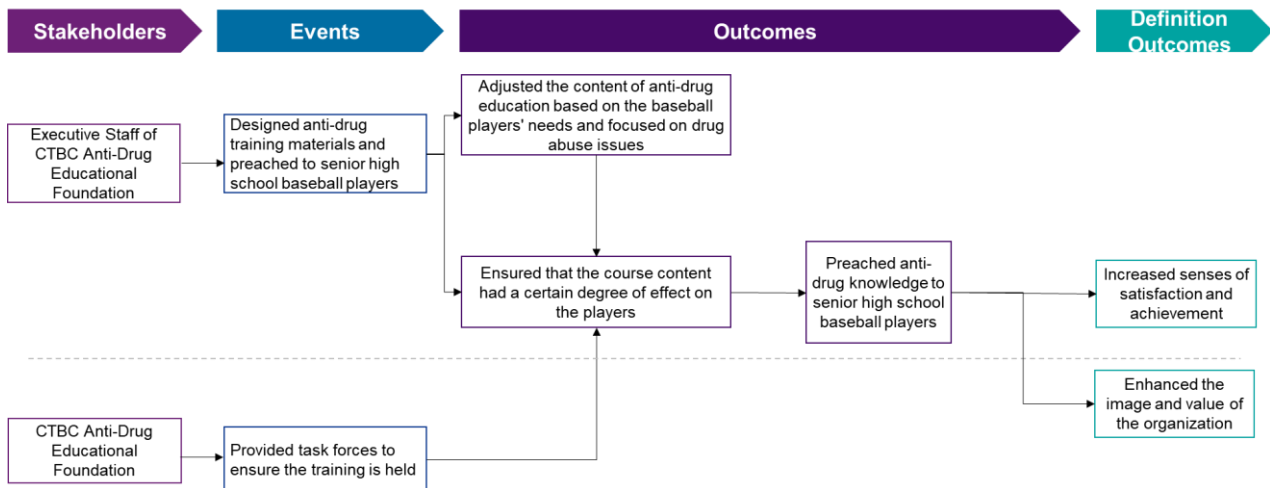 Stakeholders
Events
Outcomes
Definition
Outcomes
Executive Staff of
CTBC Anti-Drug
Educational
Foundation
Designed anti-drug
training materials and
preached to senior high
school baseball players
Adjusted the content of anti-drug
education based on the baseball
players' needs and focused on drug
abuse issues
Ensured that the course content
had a certain degree of effect on
the players
Preached anti-
drug knowledge to
senior high school
baseball players
Increased senses of
satisfaction and
achievement
Enhanced the
image and value of
the organization
CTBC Anti-Drug
Educational
Foundation
Provided task forces to
ensure the training is held